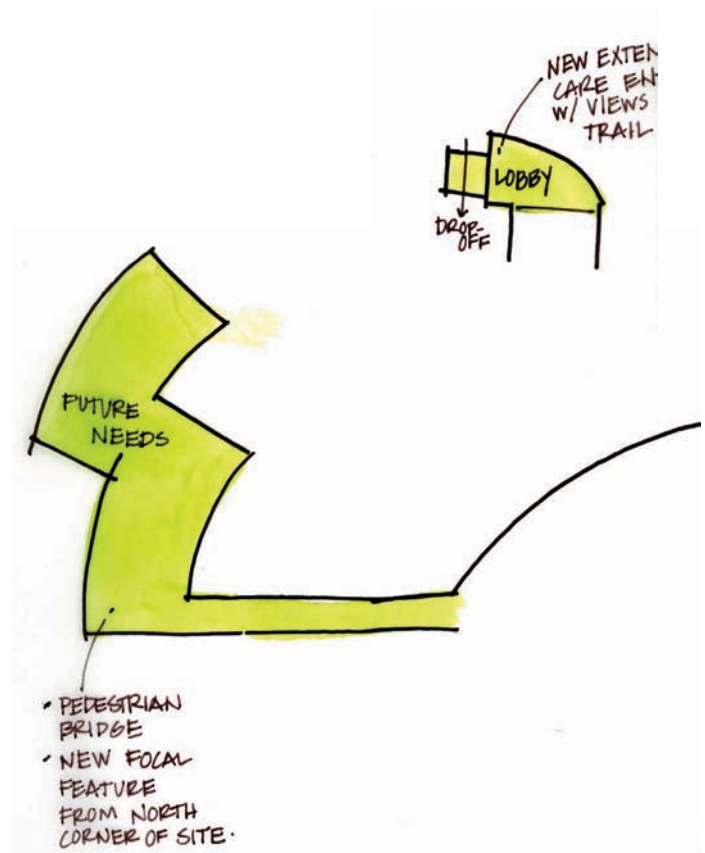 NEW EXTEN
CARE EN
W/ VIEWS
TRAIL
LOBBY
DROP-
OFF
FUTURE
NEEDS
• PEDESTRIAN
BRIDGE
• NEW FOCAL
FEATURE
FROM NORTH
CORNER OF SITE.